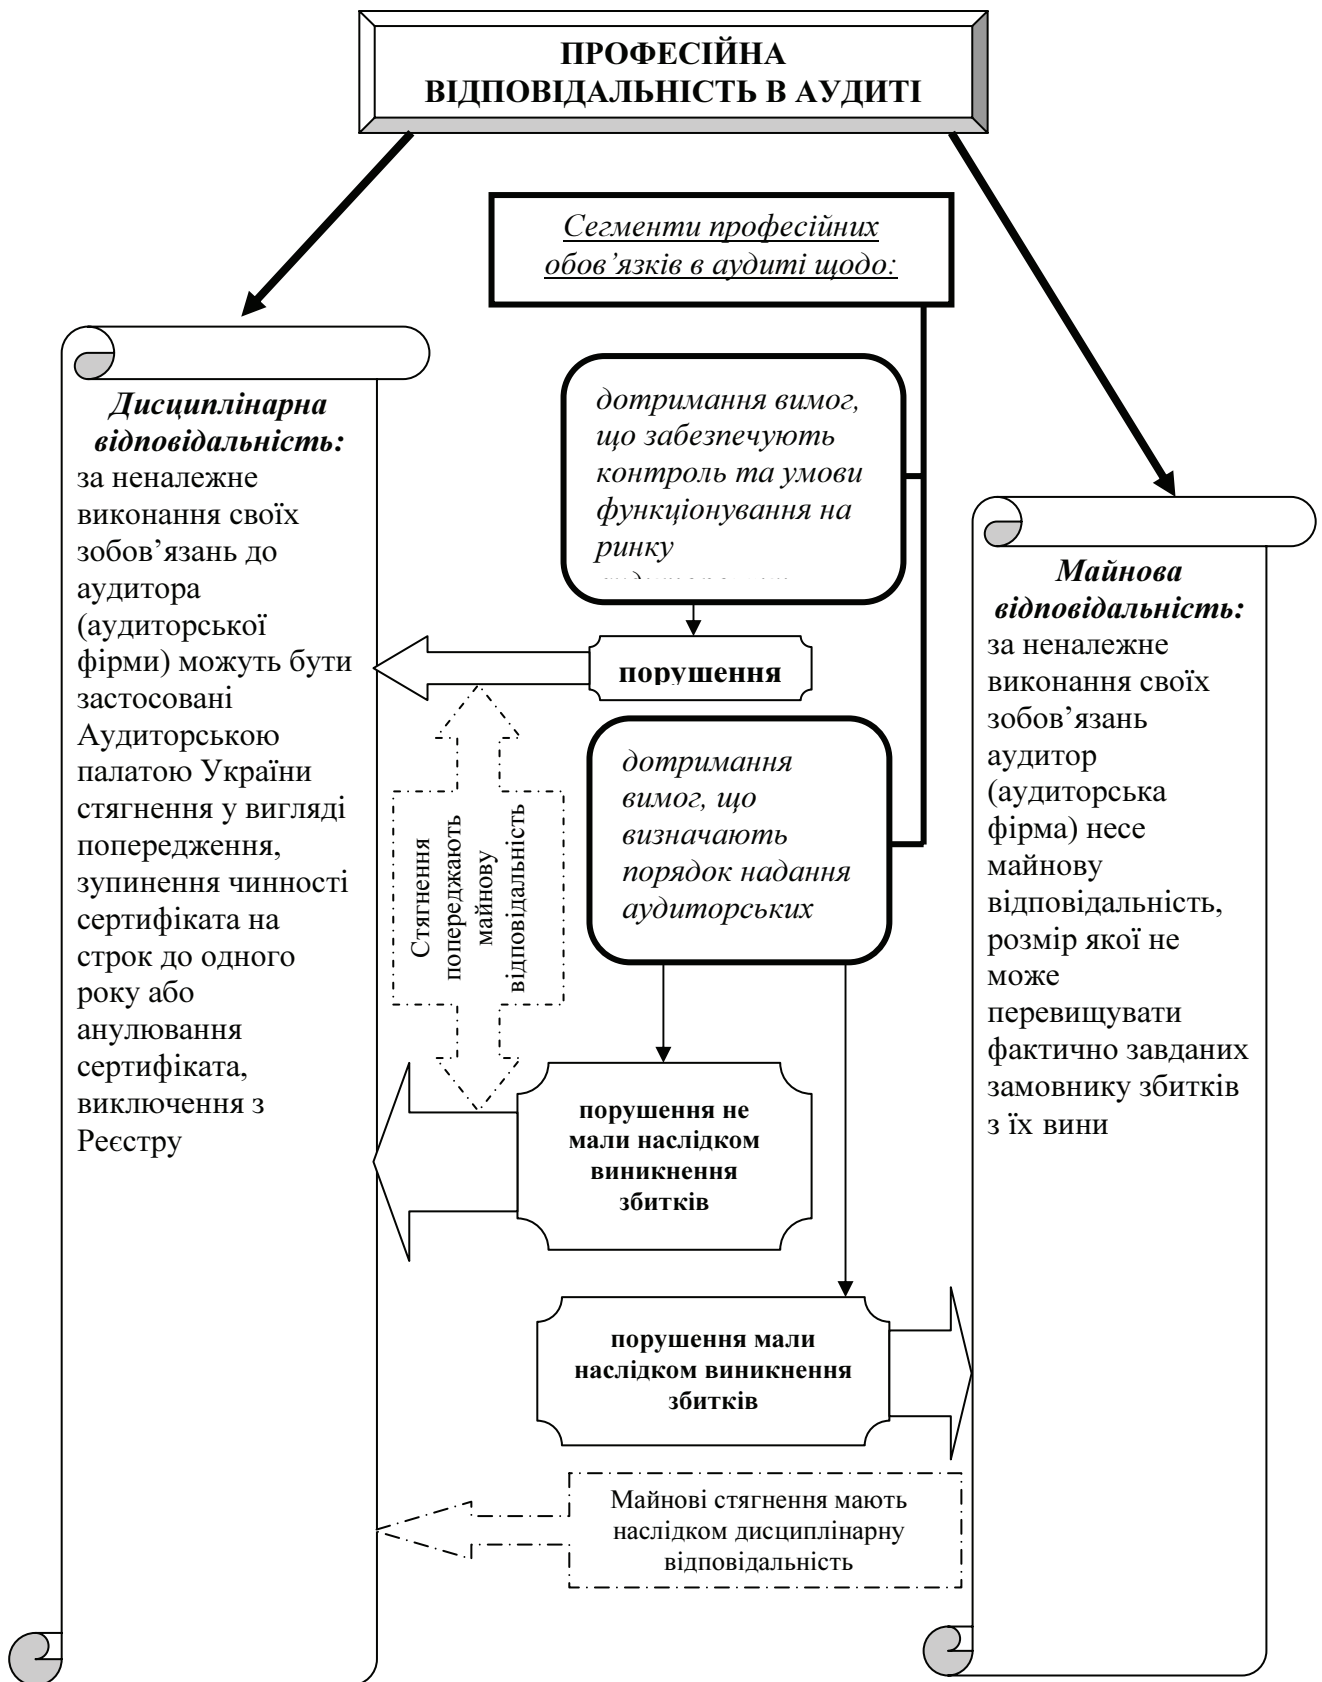 ПРОФЕСІЙНА
ВІДПОВІДАЛЬНІСТЬ В АУДИТІ
Сегменти професійних
обов’язків в аудиті щодо:
Дисциплінарна
відповідальність:
за неналежне
виконання своїх
зобов’язань до
аудитора
(аудиторської
фірми) можуть бути
застосовані
Аудиторською
палатою України
стягнення у вигляді
попередження,
зупинення чинності
сертифіката на
строк до одного
року або
анулювання
сертифіката,
виключення з
Реєстру
дотримання вимог,
що забезпечують
контроль та умови
функціонування на
ринку
порушення
Стягнення
попереджають
майнову
відповідальність
дотримання
вимог, що
визначають
порядок надання
аудиторських
порушення не
мали наслідком
виникнення
збитків
порушення мали
наслідком виникнення
збитків
Майнові стягнення мають
наслідком дисциплінарну
відповідальність
Майнова
відповідальність:
за неналежне
виконання своїх
зобов’язань
аудитор
(аудиторська
фірма) несе
майнову
відповідальність,
розмір якої не
може
перевищувати
фактично завданих
замовнику збитків
з їх вини